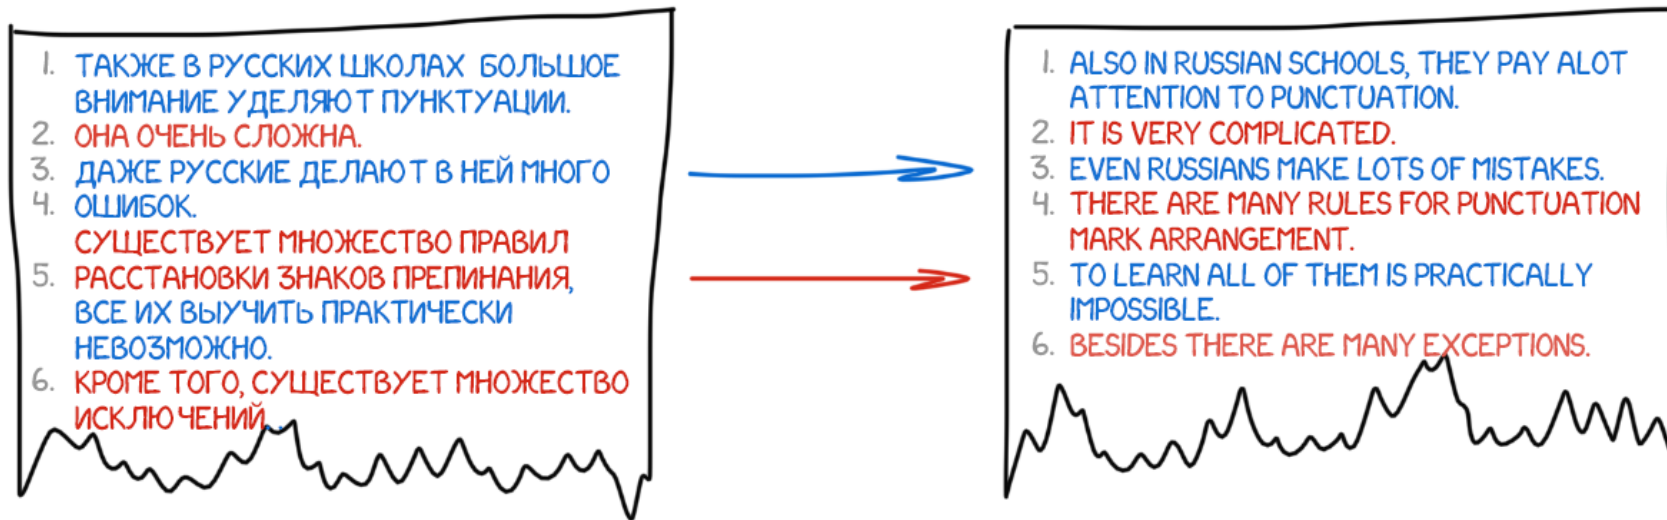 1. ТАКЖЕ В РУССКИХ ШКОЛАХ БОЛЬШОЕ
ВНИМАНИЕ УДЕЛЯЮТ ПУНКТУАЦИИ.
2. ОНА ОЧЕНЬ СЛОЖНА.
3. ДАЖЕ РУССКИЕ ДЕЛАЮТ В НЕЙ МНОГО
4. ОШИБОК.
СУЩЕСТВУЕТ МНОЖЕСТВО ПРАВИЛ
5. РАССТАНОВКИ ЗНАКОВ ПРЕПИНАНИЯ,
ВСЕ ИХ ВЫУЧИТЬ ПРАКТИЧЕСКИ
НЕВОЗМОЖНО.
6. КРОМЕ ТОГО, СУЩЕСТВУЕТ МНОЖЕСТВО
ИСКЛЮЧЕНИЙ...
1. ALSO IN RUSSIAN SCHOOLS, THEY PAY ALOT
ATTENTION TO PUNCTUATION.
2. IT IS VERY COMPLICATED.
3. EVEN RUSSIANS MAKE LOTS OF MISTAKES.
4. THERE ARE MANY RULES FOR PUNCTUATION
MARK ARRANGEMENT.
5. TO LEARN ALL OF THEM IS PRACTICALLY
IMPOSSIBLE.
6. BESIDES THERE ARE MANY EXCEPTIONS.